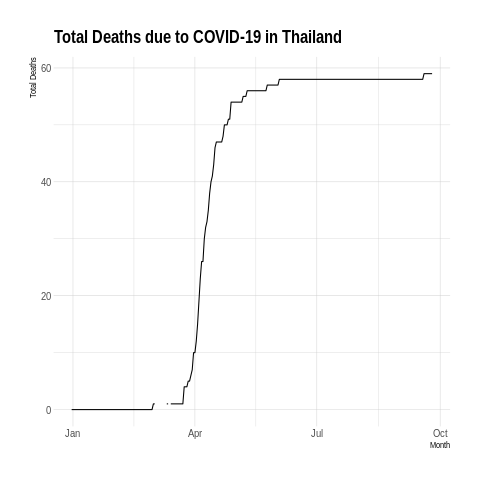 Total Deaths due to COVID-19 in Thailand
Total Deaths
60
40
20
0
Jan Apr Jul Oct
Month